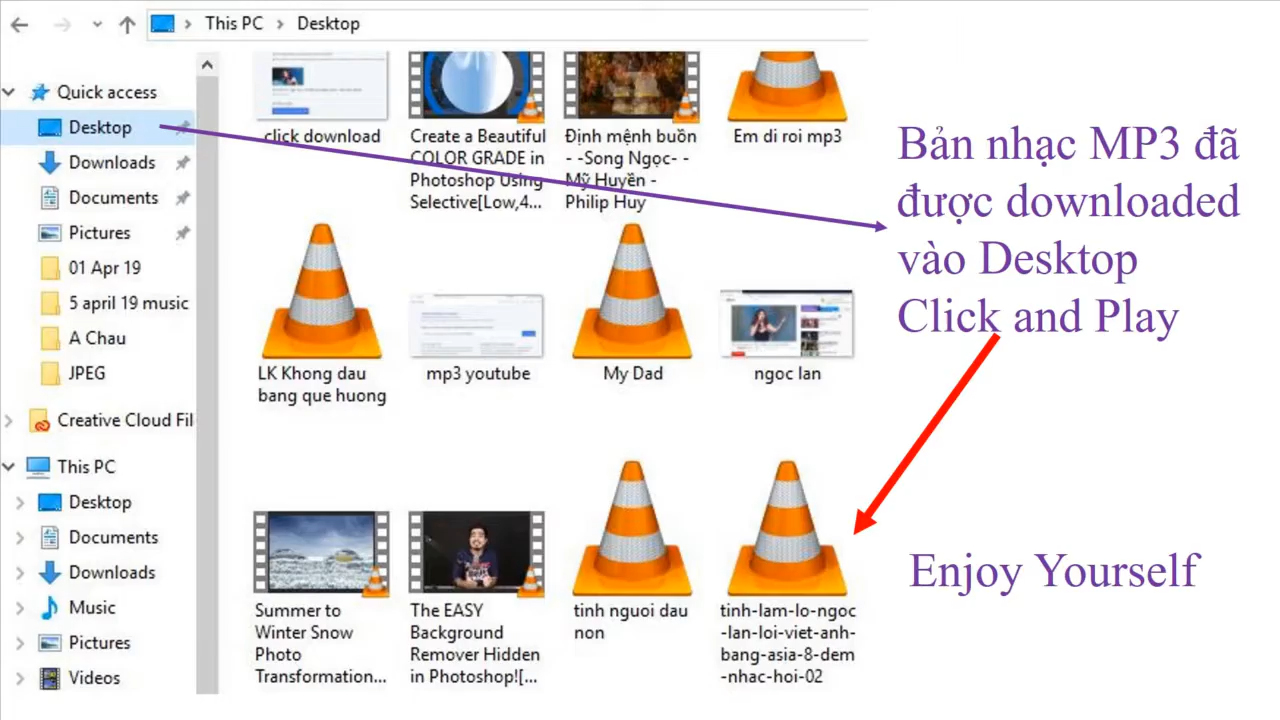 This PC > Desktop
Quick access
Desktop
Downloads
Documents
Pictures
01 Apr 19
5 april 19 music
A Chau
JPEG
Creative Cloud Fil
This PC
Desktop
Documents
Downloads
Music
Pictures
Videos
click download
Create a Beautiful
COLOR GRADE in
Photoshop Using
Selective[Low,4...
Định mệnh buồn
- -Song Ngọc- -
Mỹ Huyền -
Philip Huy
Em di roi mp3
LK Khong dau
bang que huong
mp3 youtube
My Dad
ngoc lan
Summer to
Winter Snow
Photo
Transformation...
The EASY
Background
Remover Hidden
in Photoshop![...
tinh nguoi dau
non
tinh-lam-lo-ngoc
-lan-loi-viet-anh-
bang-asia-8-dem
-nhac-hoi-02
Bản nhạc MP3 đã
được downloaded
vào Desktop
Click and Play
Enjoy Yourself